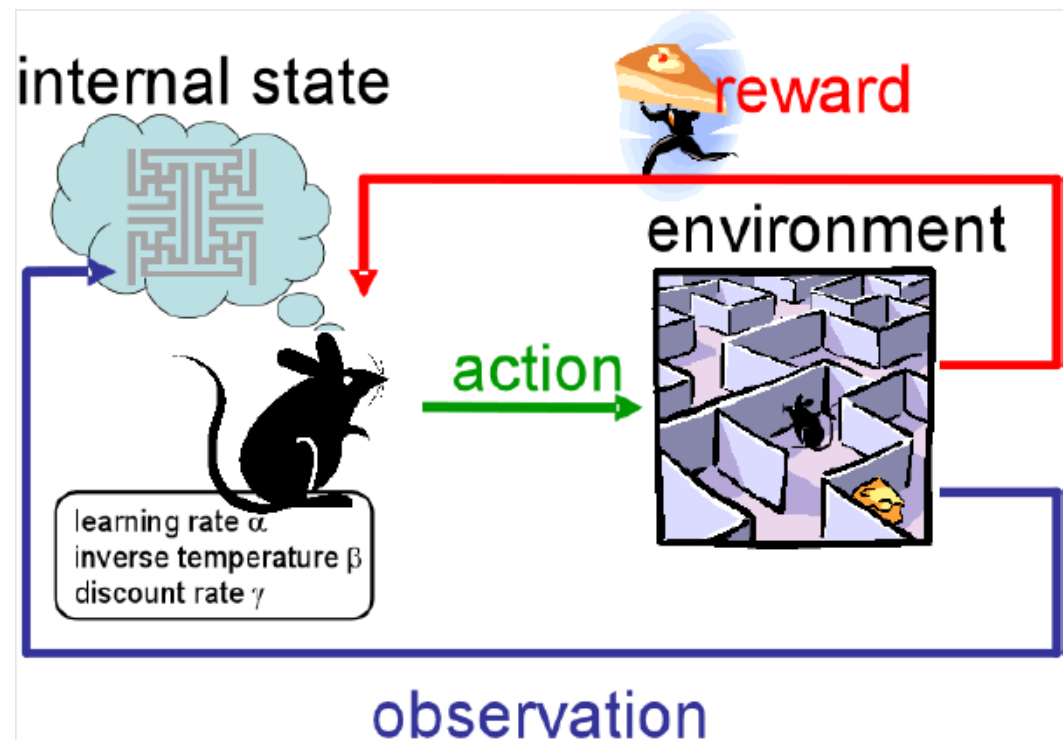 internal state
reward
environment
action
learning rate α
inverse temperature β
discount rate γ
observation